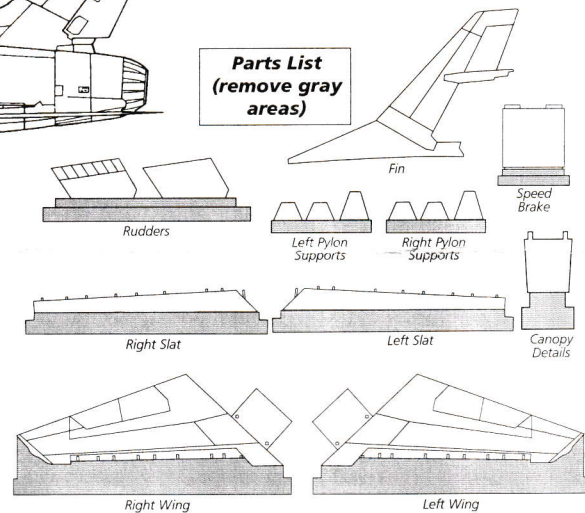 Parts List
(remove gray
areas)
Fin
Speed
Brake
Rudders
Left Pylon
Supports
Right Pylon
Supports
Right Slat
Left Slat
Canopy
Details
Right Wing
Left Wing